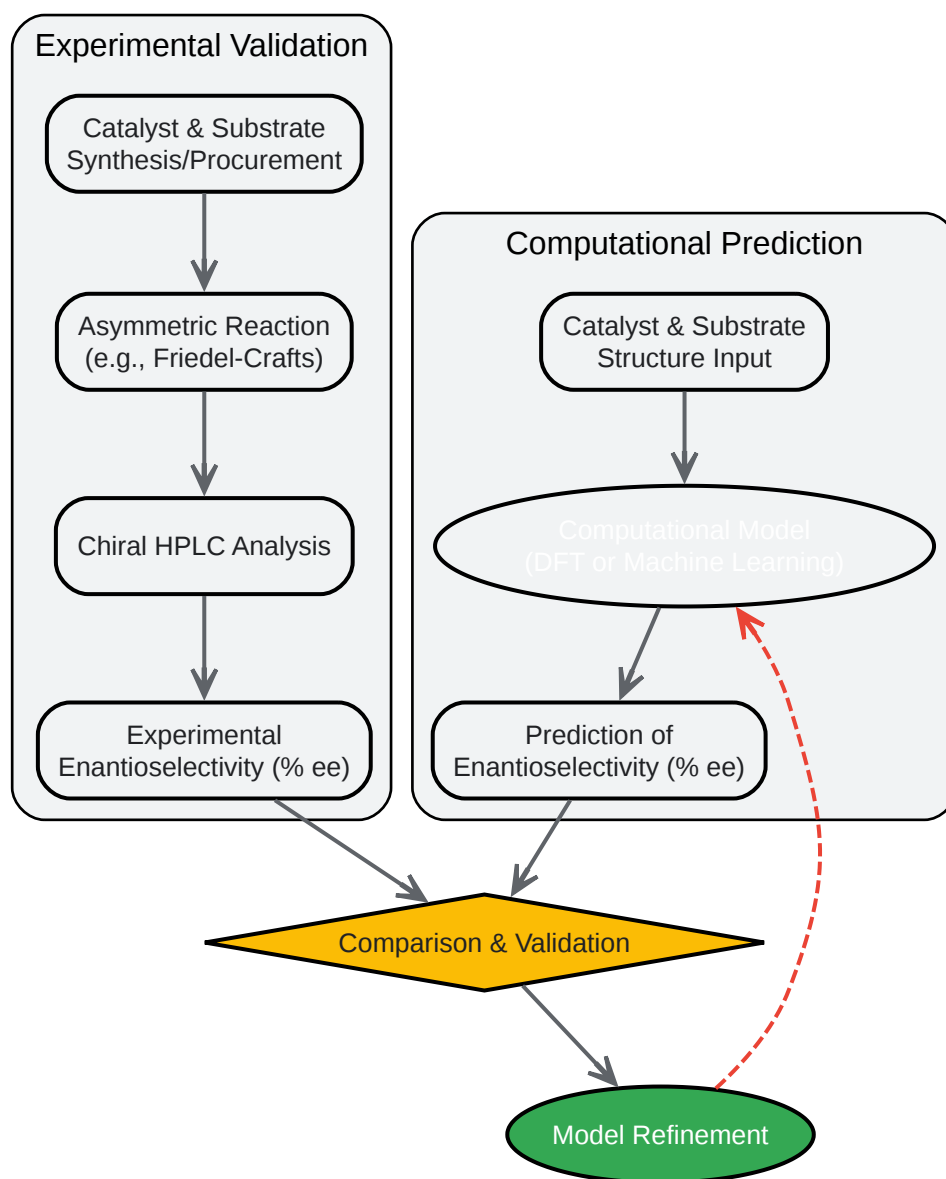 Experimental Validation
Catalyst & Substrate
Synthesis/Procurement
Asymmetric Reaction
(e.g., Friedel-Crafts)
Chiral HPLC Analysis
Experimental
Enantioselectivity (% ee)
Computational Prediction
Catalyst & Substrate
Structure Input
Computational Model
(DFT or Machine Learning)
Prediction of
Enantioselectivity (% ee)
Comparison & Validation
Model Refinement